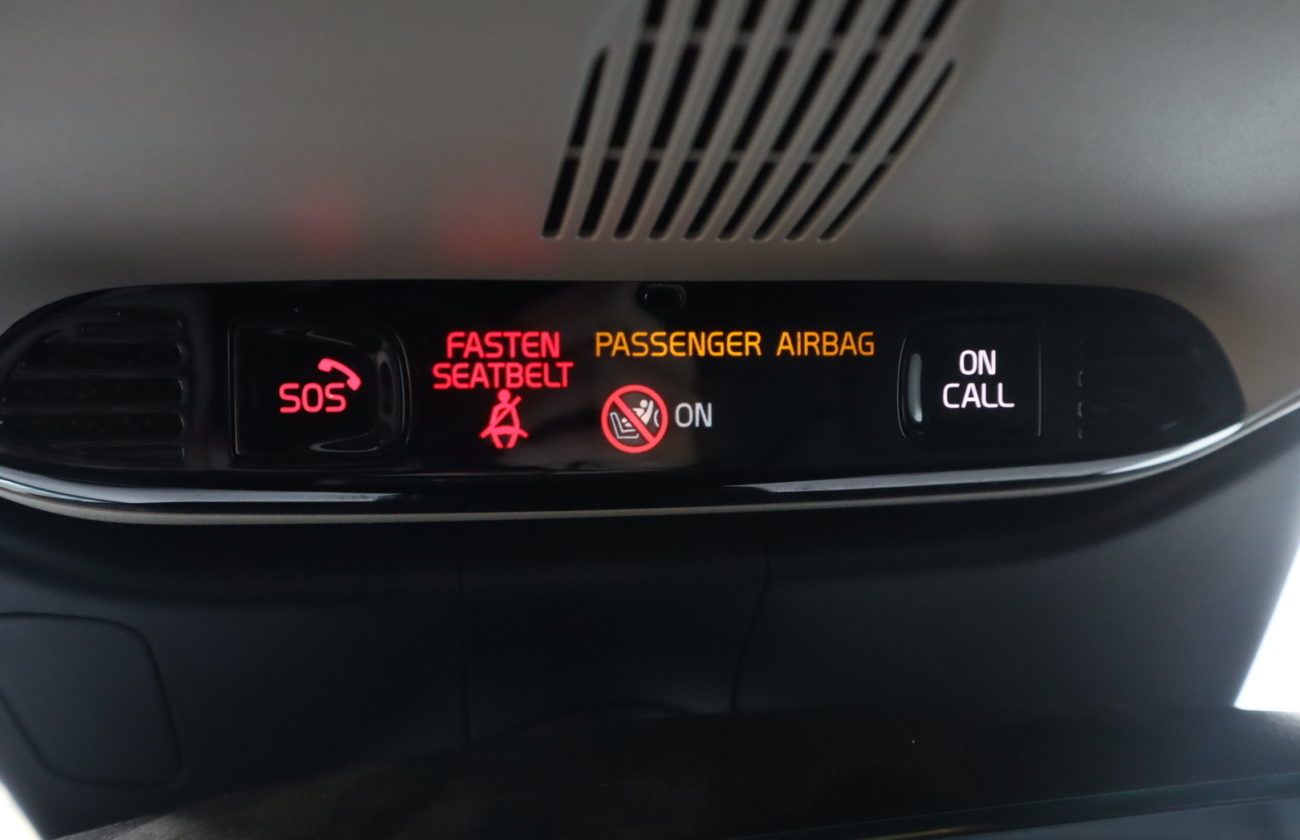 SOS
FASTEN
SEATBELT
PASSENGER AIRBAG
ON
ON
CALL